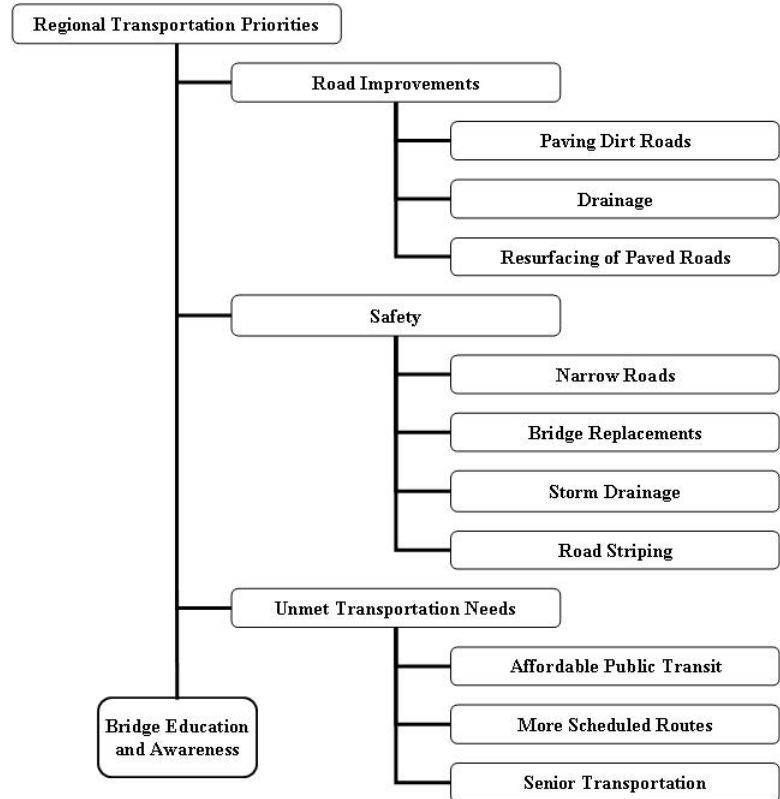 Regional Transportation Priorities
Road Improvements
Paving Dirt Roads
Drainage
Resurfacing of Paved Roads
Safety
Narrow Roads
Bridge Replacements
Storm Drainage
Road Striping
Unmet Transportation Needs
Affordable Public Transit
More Scheduled Routes
Senior Transportation
Bridge Education
and Awareness